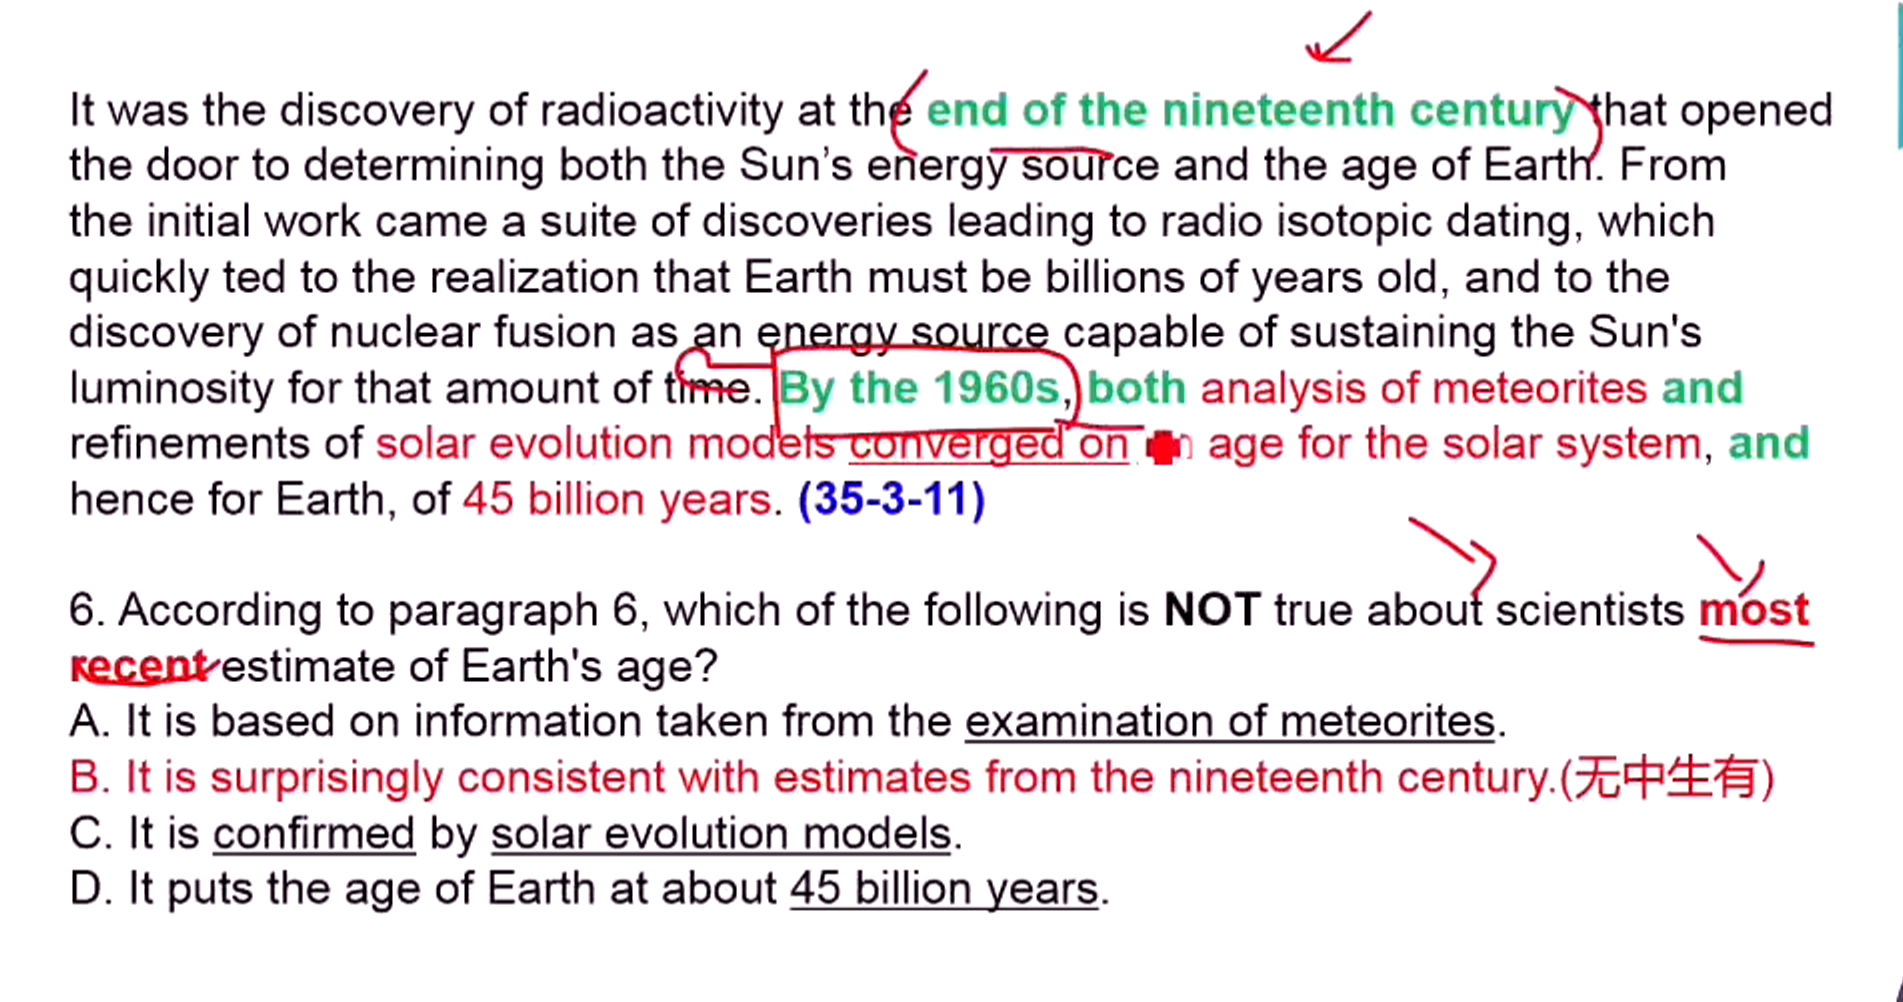 It was the discovery of radioactivity at the end of the nineteenth century that opened
the door to determining both the Sun’s energy source and the age of Earth. From
the initial work came a suite of discoveries leading to radio isotopic dating, which
quickly ted to the realization that Earth must be billions of years old, and to the
discovery of nuclear fusion as an energy source capable of sustaining the Sun's
luminosity for that amount of time. By the 1960s, both analysis of meteorites and
refinements of solar evolution models converged on age for the solar system, and
hence for Earth, of 45 billion years. (35-3-11)
6. According to paragraph 6, which of the following is NOT true about scientists most
recent estimate of Earth's age?
A. It is based on information taken from the examination of meteorites.
B. It is surprisingly consistent with estimates from the nineteenth century.(无中生有)
C. It is confirmed by solar evolution models.
D. It puts the age of Earth at about 45 billion years.